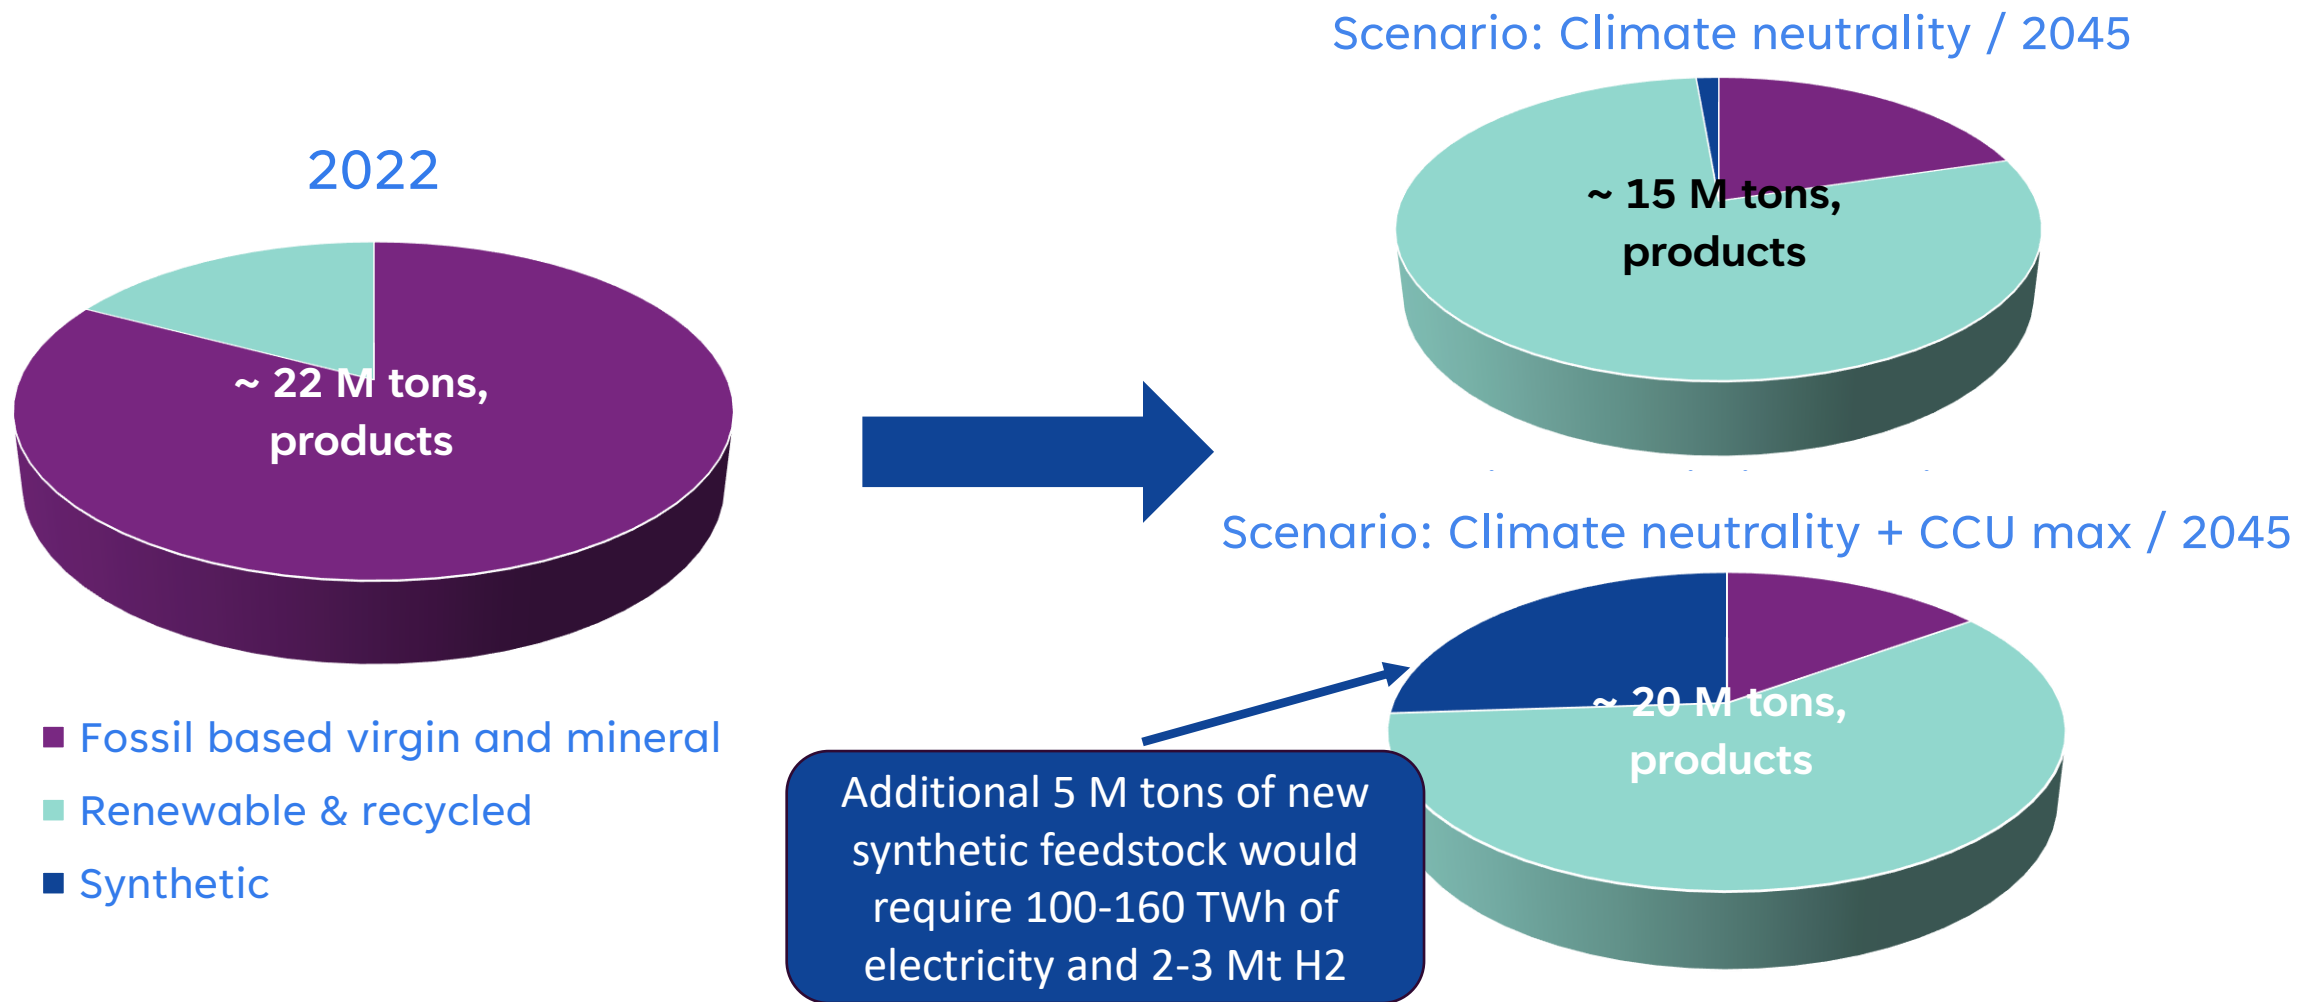 2022
~ 22 M tons,
products
Fossil based virgin and mineral
Renewable & recycled
Synthetic
Scenario: Climate neutrality / 2045
~ 15 M tons,
products
Scenario: Climate neutrality + CCU max / 2045
~ 20 M tons,
products
Additional 5 M tons of new
synthetic feedstock would
require 100-160 TWh of
electricity and 2-3 Mt H2